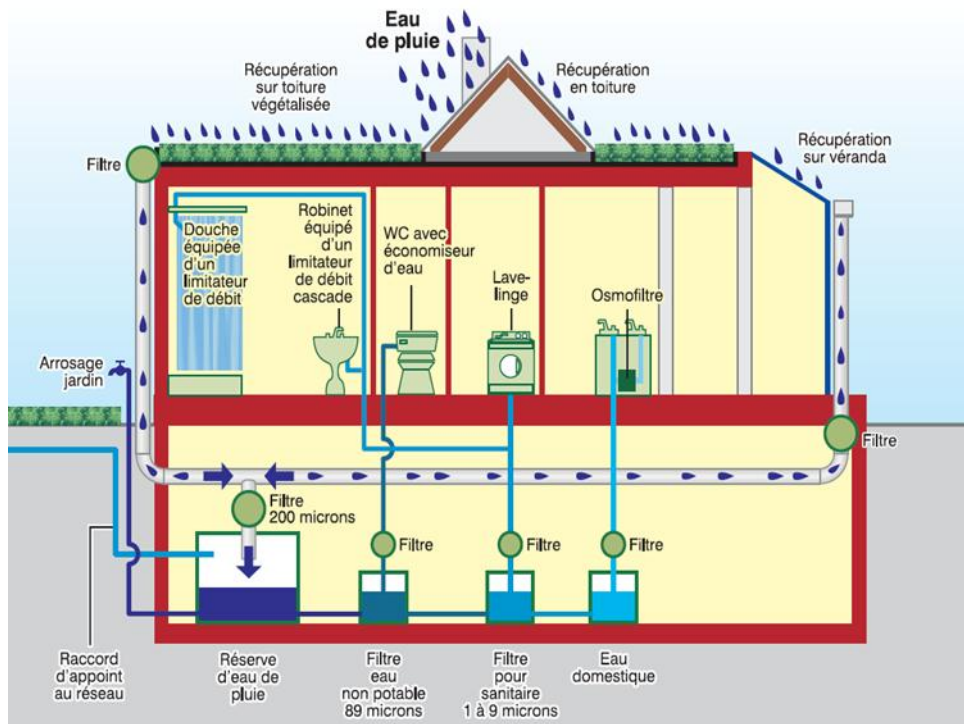 Eau
de pluie
Récupération
sur toiture
végétalisée
Récupération
en toiture
Récupération
sur véranda
Filtre
Douche
équipée
d'un
limitateur
de débit
Robinet
équipé
d'un
limitateur
de débit
cascade
WC avec
économiseur
d'eau
Lave-
linge
Osmofiltre
Arrosage
jardin
Filtre
Filtre
200 microns
Filtre
Filtre
Filtre
Raccord
d'appoint
au réseau
Réserve
d'eau de
pluie
Filtre
eau
non potable
89 microns
Filtre
pour
sanitaire
1 à 9 microns
Eau
domestique